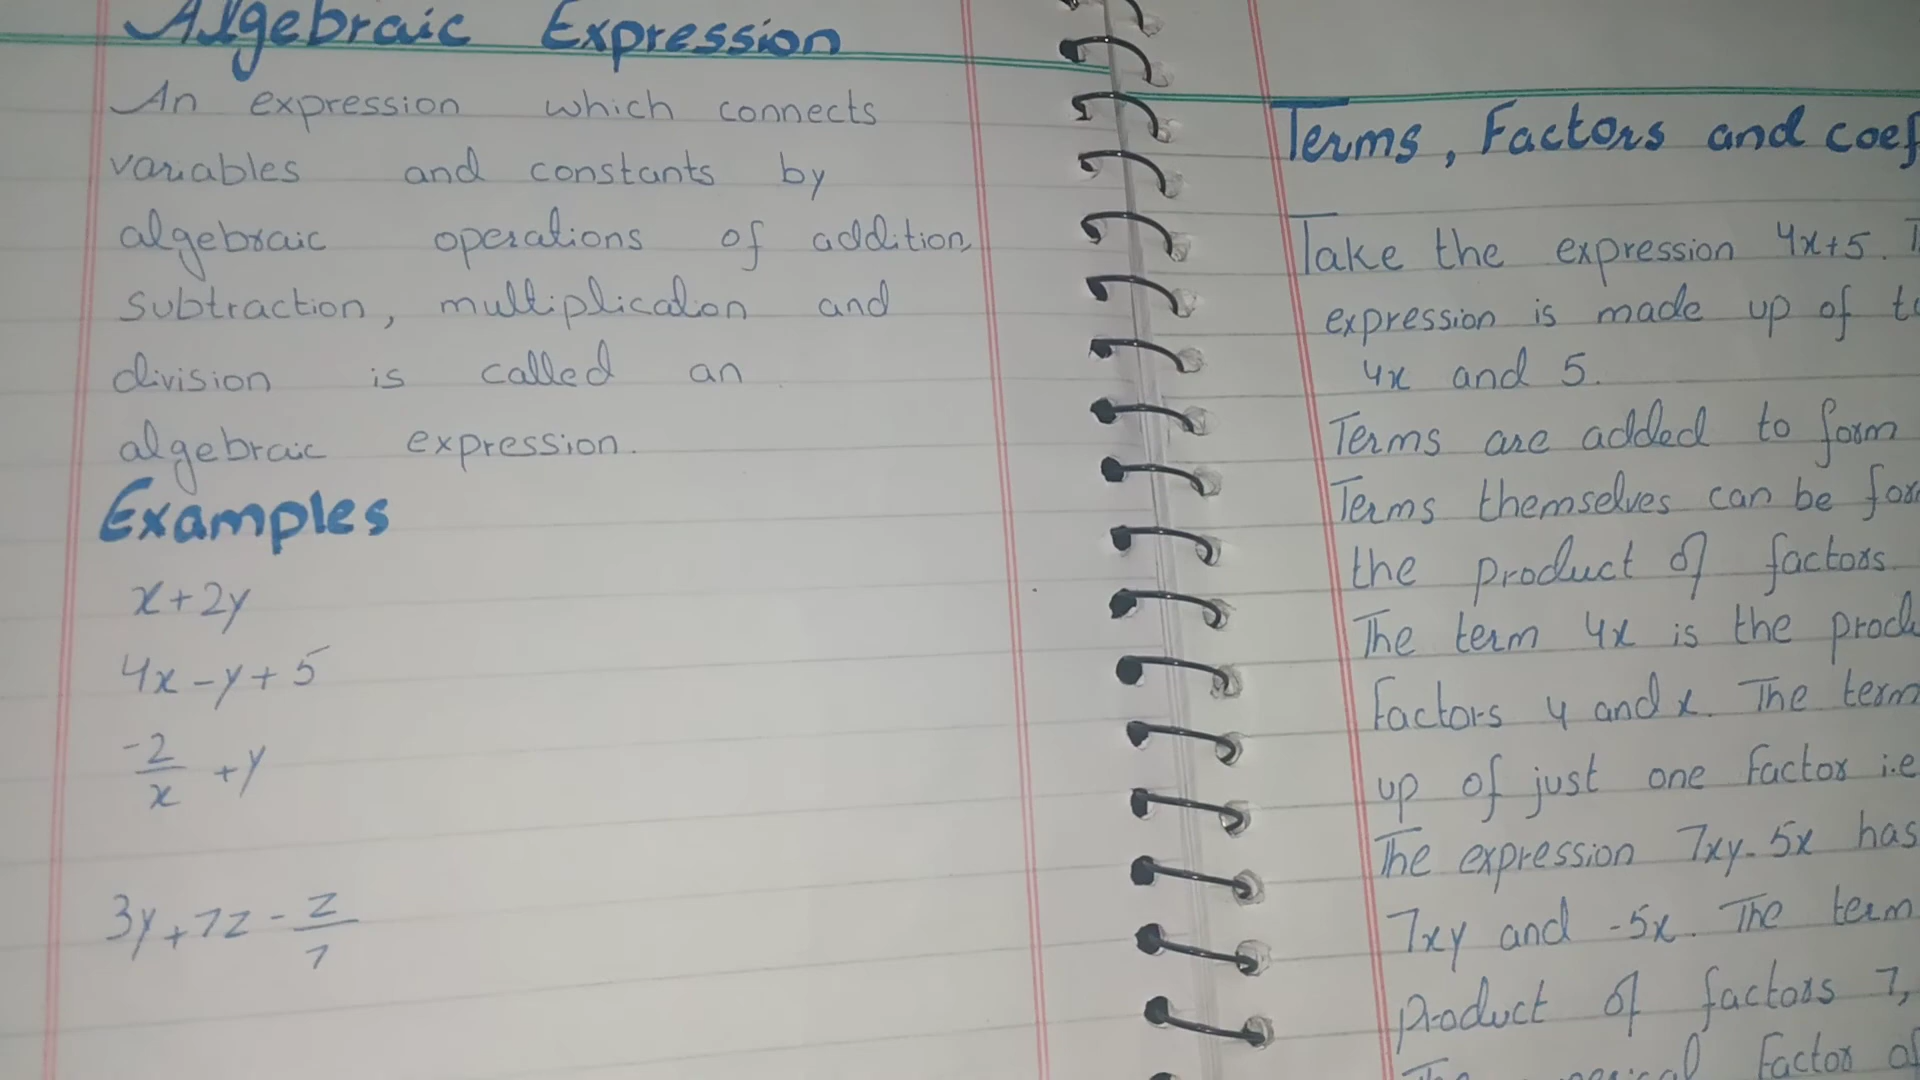 Algebraic Expression
An expression which connects
variables and constants by
algebraic operations of addition
subtraction, multiplication and
division is called an
algebraic expression.
Examples
x+2y
4x-y+5
-2/x +y
3y+7z-z/7
Terms, Factors and
Take the expression 4x+5.
expression is made up of
4x and 5.
Terms are added to form
Terms themselves can be
the product of factors
The term 4x is the
Factors 4 and x. The term
up of just one Factor i.e
The expression 7xy-5x has
7xy and -5x. The term
product of factors 7,
Factor